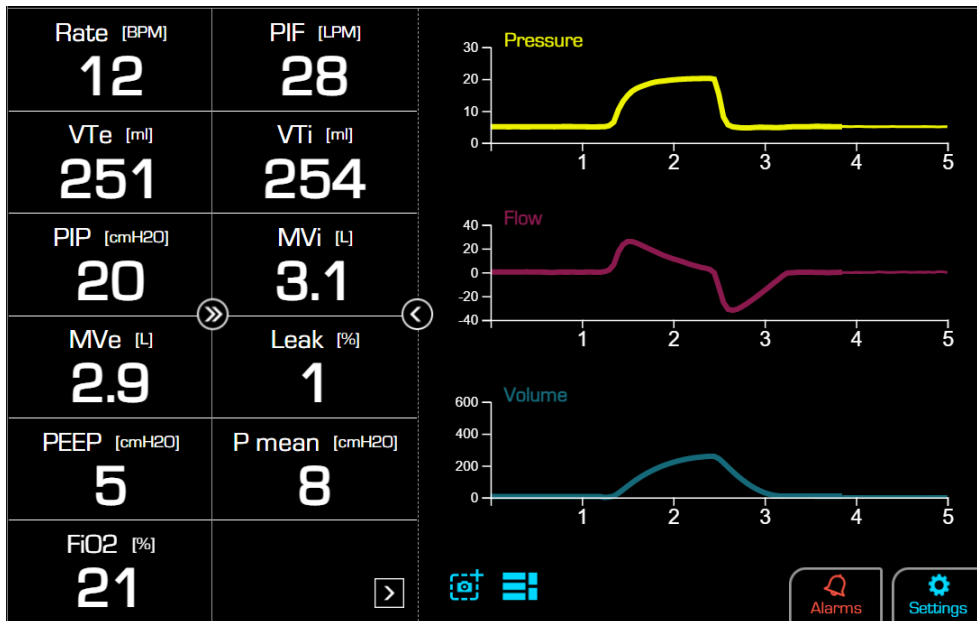 Rate [BPM]
12
PIF [LPM]
28
VTe [ml]
251
VTi [ml]
254
PIP [cmH2O]
20
MVi [L]
3.1
MVe [L]
2.9
Leak [%]
1
PEEP [cmH2O]
5
P mean [cmH2O]
8
FiO2 [%]
21
Pressure
30
20
10
0
1 2 3 4 5
Flow
40
20
0
-20
-40
1 2 3 4 5
Volume
600
400
200
0
1 2 3 4 5
Alarms
Settings